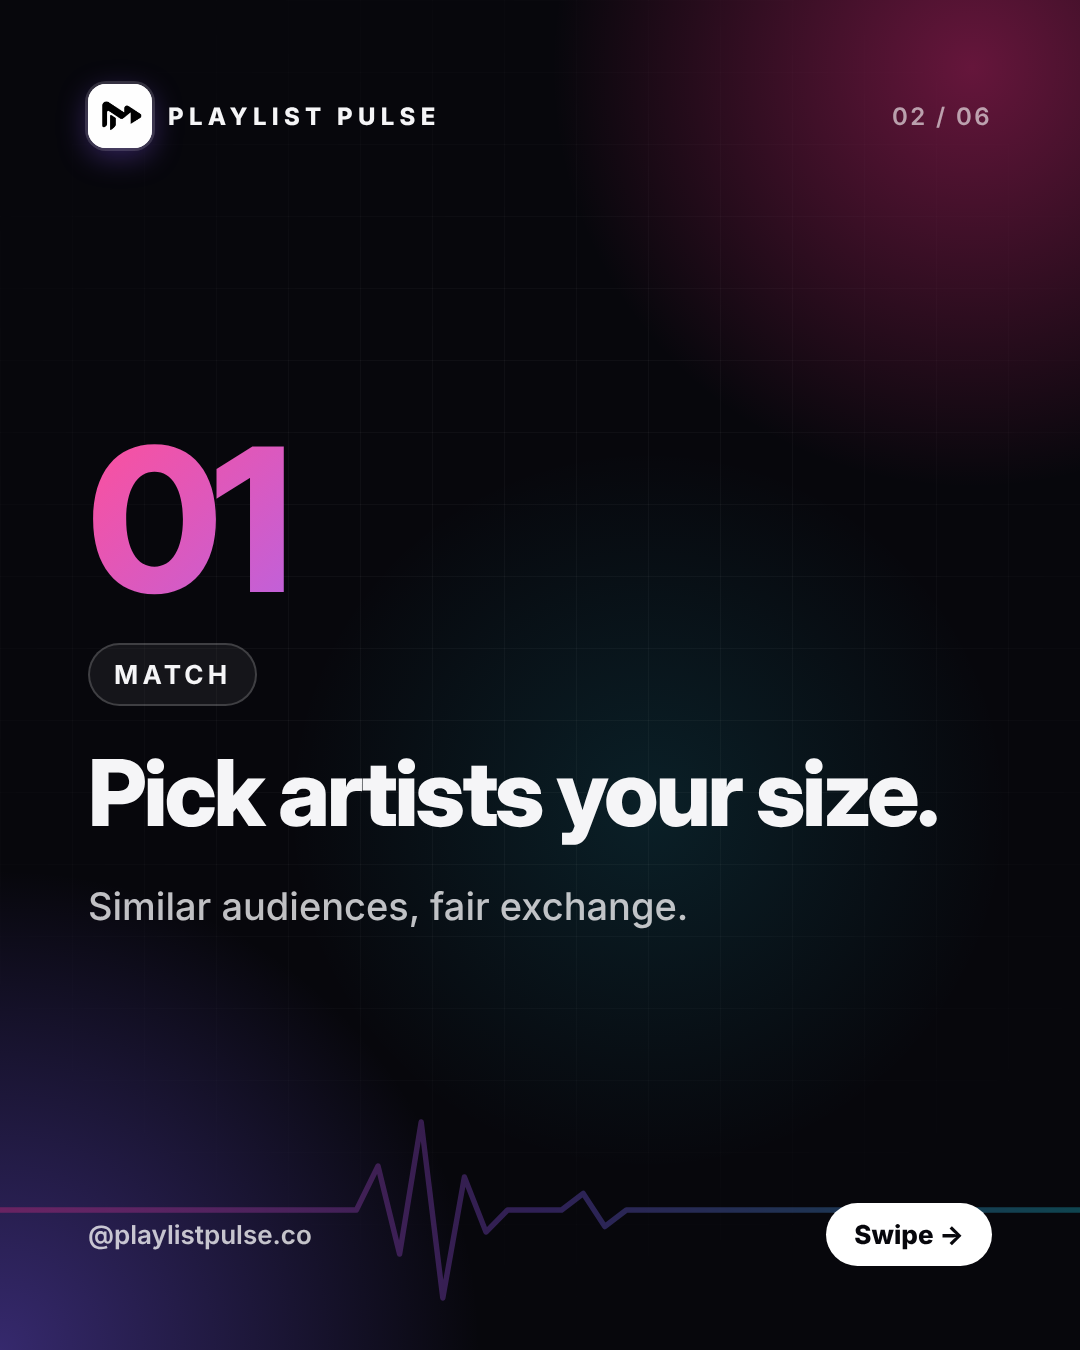 PLAYLIST PULSE
02 / 06
01
MATCH
Pick artists your size.
Similar audiences, fair exchange.
@playlistpulse.co
Swipe →